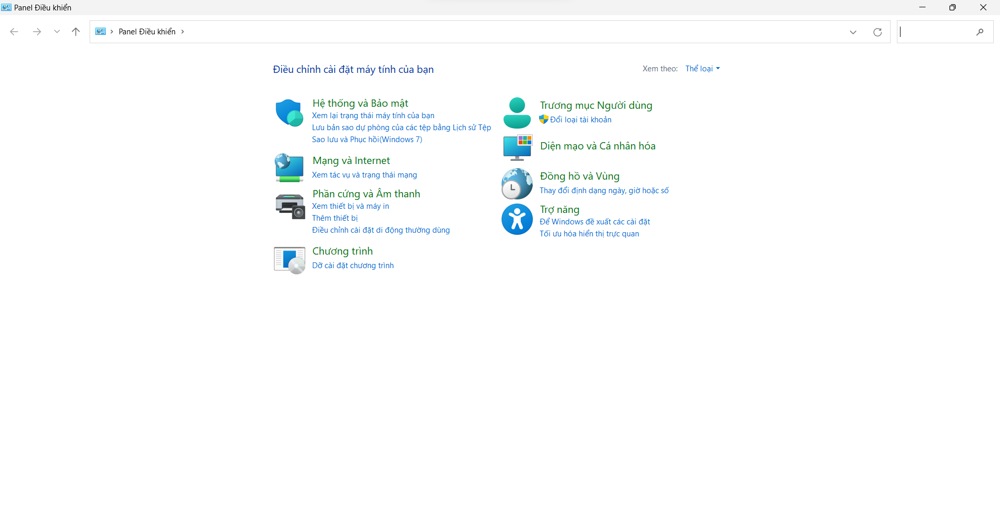 Panel Điều khiển
Panel Điều khiển
Điều chỉnh cài đặt máy tính của bạn
Xem theo: Thể loại
Hệ thống và Bảo mật
Xem lại trạng thái máy tính của bạn
Lưu bản sao dự phòng của các tệp bằng Lịch sử Tệp
Sao lưu và Phục hồi(Windows 7)
Mạng và Internet
Xem tác vụ và trạng thái mạng
Phần cứng và Âm thanh
Xem thiết bị và máy in
Thêm thiết bị
Điều chỉnh cài đặt di động thường dùng
Chương trình
Dỡ cài đặt chương trình
Trương mục Người dùng
Đổi loại tài khoản
Diện mạo và Cá nhân hóa
Đồng hồ và Vùng
Thay đổi định dạng ngày, giờ hoặc số
Trợ năng
Để Windows đề xuất các cài đặt
Tối ưu hóa hiển thị trực quan